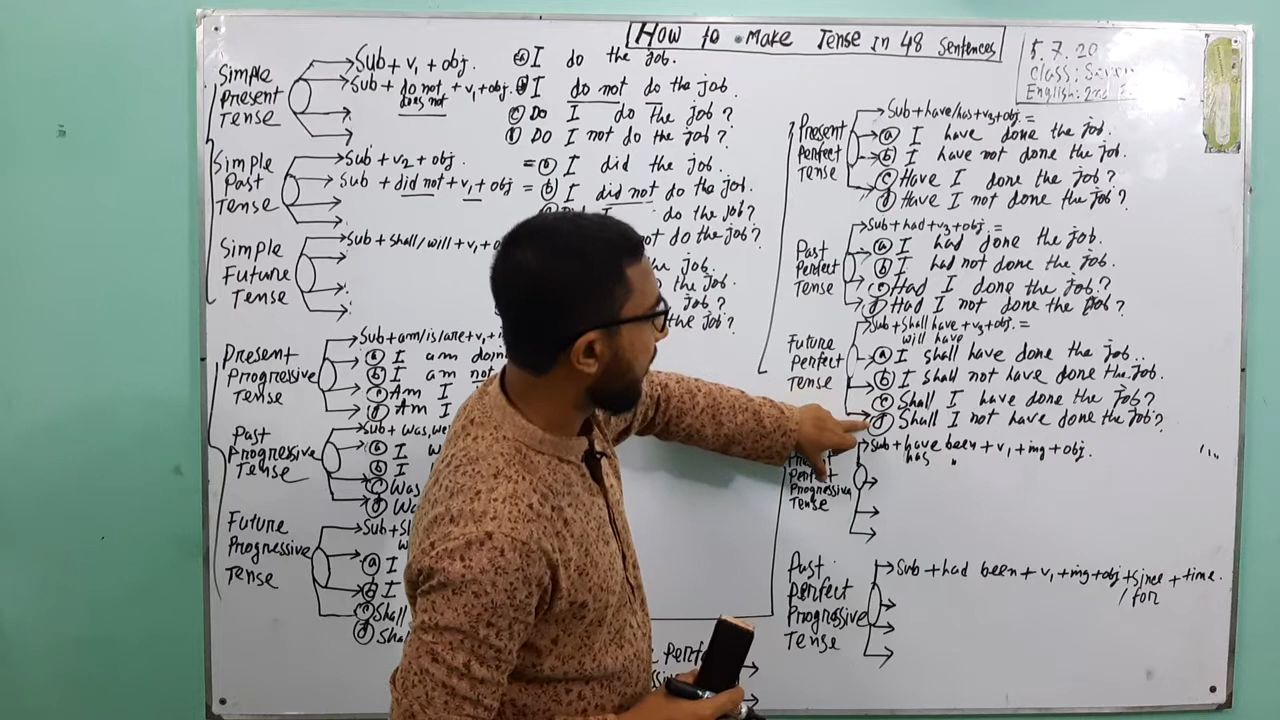 How to Make Tense In 48 Sentences
5.7.20
Class:
English: 2nd
Simple Present Tense
Sub + v1 + obj.
Sub + do not + v1 + obj.
does not
ⓐ I do the job.
ⓑ I do not do the job.
ⓒ Do I do the job?
ⓓ Do I not do the job?
Simple Past Tense
Sub + v2 + obj.
Sub + did not + v1 + obj
= ⓐ I did the job.
= ⓑ I did not do the job.
do the job?
not do the job?
Simple Future Tense
Sub + shall/will + v1 +
the job.
the job.
job?
the job?
Present Progressive Tense
Sub + am/is/are + v1 +
ⓐ I am
ⓑ I am
ⓒ Am I
ⓓ Am I
Past Progressive Tense
Sub + was,
ⓐ I
ⓑ I
ⓒ Was
ⓓ
Future Progressive Tense
Sub +
ⓐ I
ⓑ I
ⓒ Shall
ⓓ
Present Perfect Tense
Sub + have/has + v3 + obj. =
ⓐ I have done the job.
ⓑ I have not done the job.
ⓒ Have I done the job?
ⓓ Have I not done the job?
Past Perfect Tense
Sub + had + v3 + obj. =
ⓐ I had done the job.
ⓑ I had not done the job.
ⓒ Had I done the job?
ⓓ Had I not done the job?
Future Perfect Tense
Sub + shall have + v3 + obj. =
will have
ⓐ I shall have done the job..
ⓑ I shall not have done the job.
ⓒ Shall I have done the job?
ⓓ Shall I not have done the job?
Present Perfect Progressive Tense
Sub + have been + v1 + ing + obj.
has "
Past Perfect Progressive Tense
Sub + had been + v1 + ing + obj + since + time.
/ for